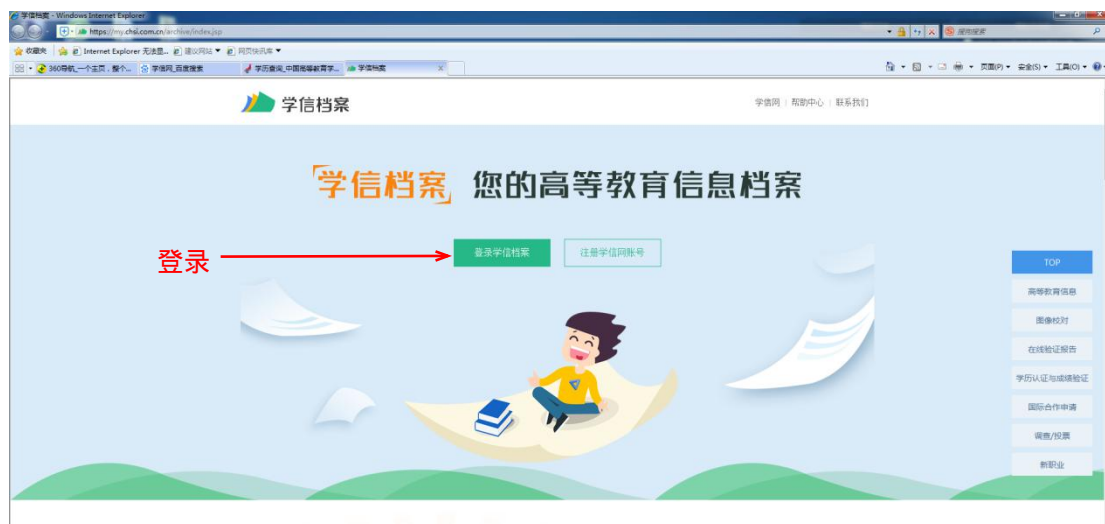 学信档案 - Windows Internet Explorer
https://my.chsi.com.cn/archive/index.jsp
收藏夹 Internet Explorer 无法显... 建议网站 网页快讯库
360导航_一个主页，整个... 学信网_百度搜索 学历查询_中国高等教育学... 学信档案 X 页面(P) 安全(S) 工具(O)
学信档案 学信网 | 帮助中心 | 联系我们
学信档案 您的高等教育信息档案
登录 登录学信档案 注册学信网账号
TOP
高等教育信息
图像校对
在线验证报告
学历认证与成绩验证
国际合作申请
调查/投票
新职业